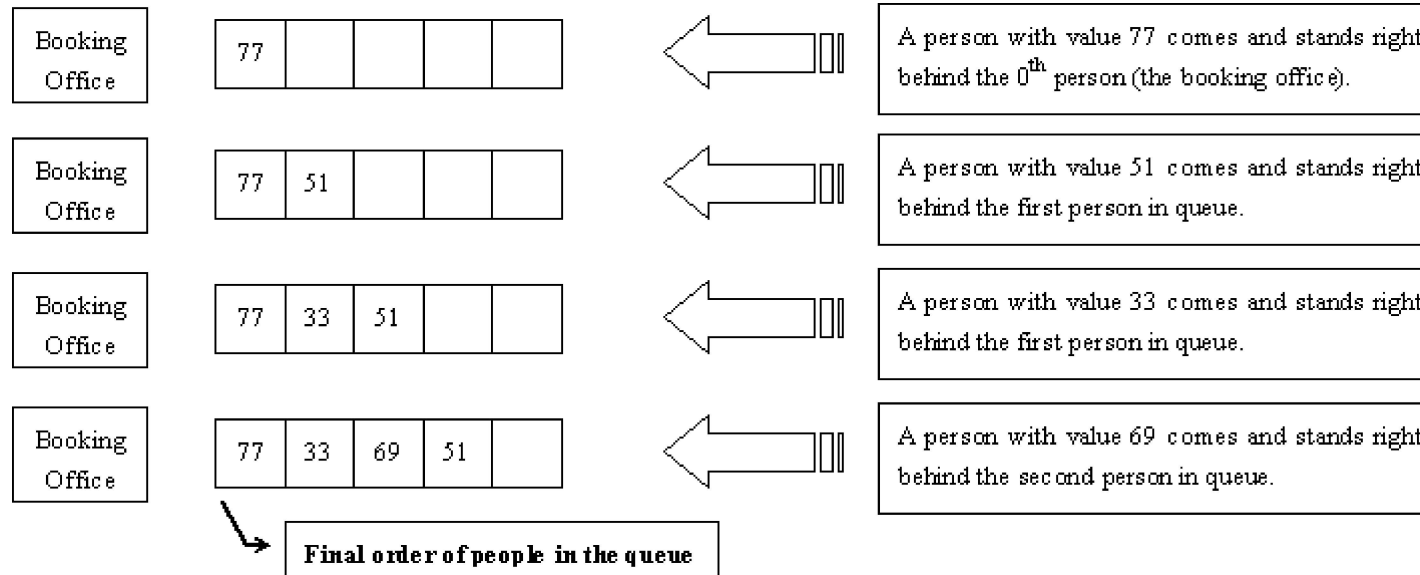 Booking
Office
77
A person with value 77 comes and stands right
behind the 0th person (the booking office).
Booking
Office
77 51
A person with value 51 comes and stands right
behind the first person in queue.
Booking
Office
77 33 51
A person with value 33 comes and stands right
behind the first person in queue.
Booking
Office
77 33 69 51
A person with value 69 comes and stands right
behind the second person in queue.
Final order of people in the queue